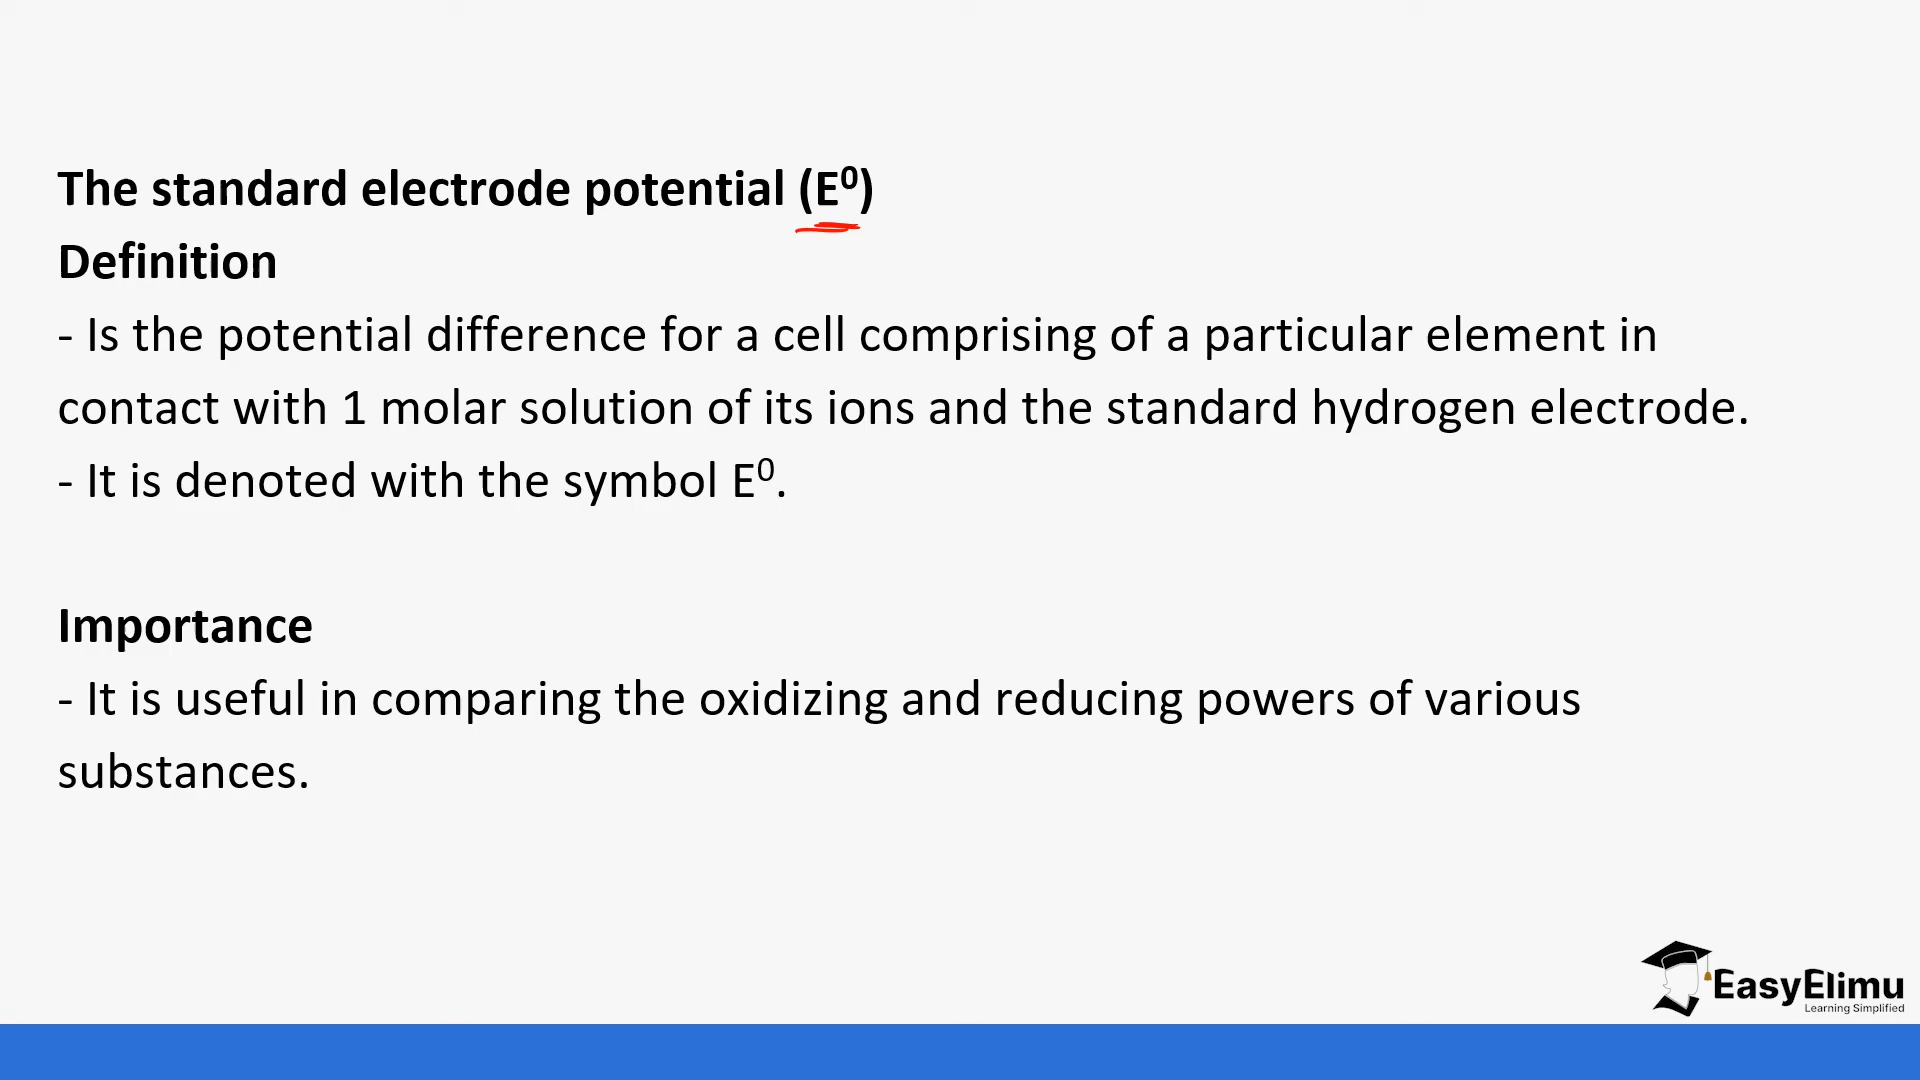 The standard electrode potential (E⁰)
Definition
- Is the potential difference for a cell comprising of a particular element in
contact with 1 molar solution of its ions and the standard hydrogen electrode.
- It is denoted with the symbol E⁰.
Importance
- It is useful in comparing the oxidizing and reducing powers of various
substances.
EasyElimu
Learning Simplified